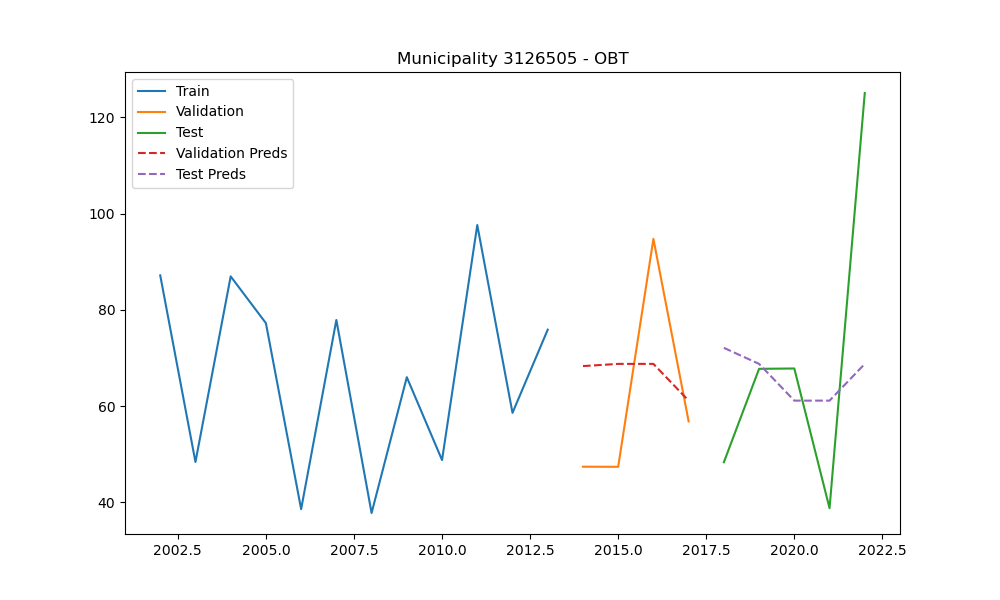 Municipality 3126505 - OBT
Train
Validation
Test
Validation Preds
Test Preds
120
100
80
60
40
2002.5 2005.0 2007.5 2010.0 2012.5 2015.0 2017.5 2020.0 2022.5